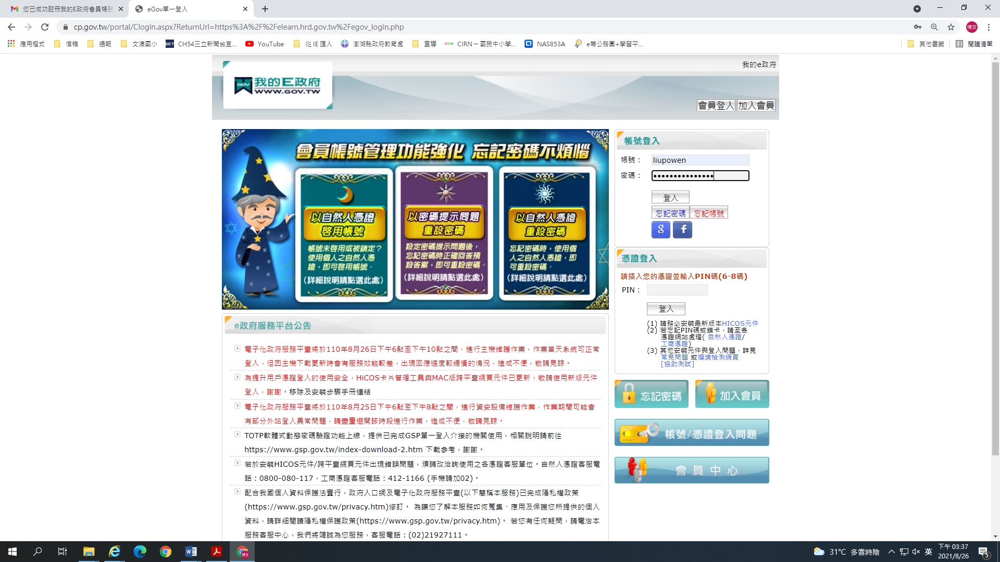 您已成功註冊我的E政府會員帳號
eGov單一登入
cp.gov.tw/portal/Clogin.aspx?ReturnUrl=https%3A%2F%2Felearn.hrd.gov.tw%2Fegov_login.php
博文
應用程式 信箱 通報 文澳國小 SET CH54三立新聞台直... YouTube 從 IE 匯入 澎湖縣政府教育處 宣導 CIRN－國民中小學... NAS853A e等公務園+學習平... 其他書籤 閱讀清單
我的e政府
GOV 我的E政府
WWW.GOV.TW
會員登入 加入會員
會員帳號管理功能強化 忘記密碼不煩惱
以自然人憑證
啓用帳號
帳號未啓用或被鎖定？
使用個人之自然人憑
證，即可啓用帳號。
(詳細說明請點選此處)
以密碼提示問題
重設密碼
設定密碼提示問題後，
忘記密碼時正確回答預
設答案，即可重設密碼。
(詳細說明請點選此處)
以自然人憑證
重設密碼
忘記密碼時，使用個
人之自然人憑證，即
可重設密碼。
(詳細說明請點選此處)
帳號登入
帳號： liupowen
密碼： •••••••••••••••
登入
忘記密碼 忘記帳號
g f
憑證登入
請插入您的憑證並輸入PIN碼(6-8碼)
PIN：
登入
(1) 請務必安裝最新版本HICOS元件
(2) 若忘記PIN碼或鎖卡，請至各
憑證網站處理( 自然人憑證/
工商憑證)
(3) 其他安裝元件與登入問題，詳見
常見問題 或環境檢測網頁
[協助測試]
忘記密碼 加入會員
帳號/憑證登入問題
會員中心
e政府服務平台公告
電子化政府服務平臺將於110年8月26日下午6點至下午10點之間，進行主機維護作業，作業當天系統可正常
登入，但因主機下載更新時會有服務效能較差，出現回應速度較緩慢的情況，造成不便，敬請見諒。
為提升用戶憑證登入的使用安全，HiCOS卡片管理工具與MAC版跨平臺網頁元件已更新，敬請使用新版元件
登入，謝謝。移除及安裝步驟手冊連結
電子化政府服務平臺將於110年8月25日下午6點至下午8點之間，進行資安設備維護作業，作業期間可能會
有部分外站登入異常問題，請盡量避開該時段進行作業，造成不便，敬請見諒。
TOTP軟體式動態密碼驗證功能上線，提供已完成GSP單一登入介接的機關使用，相關說明請前往
https://www.gsp.gov.tw/index-download-2.htm 下載參考，謝謝。
若於安裝HICOS元件/跨平臺網頁元件出現錯誤問題，煩請改洽詢使用之各憑證客服單位。自然人憑證客服電
話：0800-080-117，工商憑證客服電話：412-1166 (手機請加02)。
配合我國個人資料保護法實行，政府入口網及電子化政府服務平臺(以下簡稱本服務)已完成隱私權政策
(https://www.gsp.gov.tw/privacy.htm)修訂。 為讓您了解本服務如何蒐集、應用及保護您所提供的個人
資料，請詳細閱讀隱私權保護政策(https://www.gsp.gov.tw/privacy.htm)。 若您有任何疑問，請電洽本
服務客服中心，我們將竭誠為您服務，客服電話：(02)21927111。
31°C 多雲時陰 英
下午 03:37
2021/8/26
5